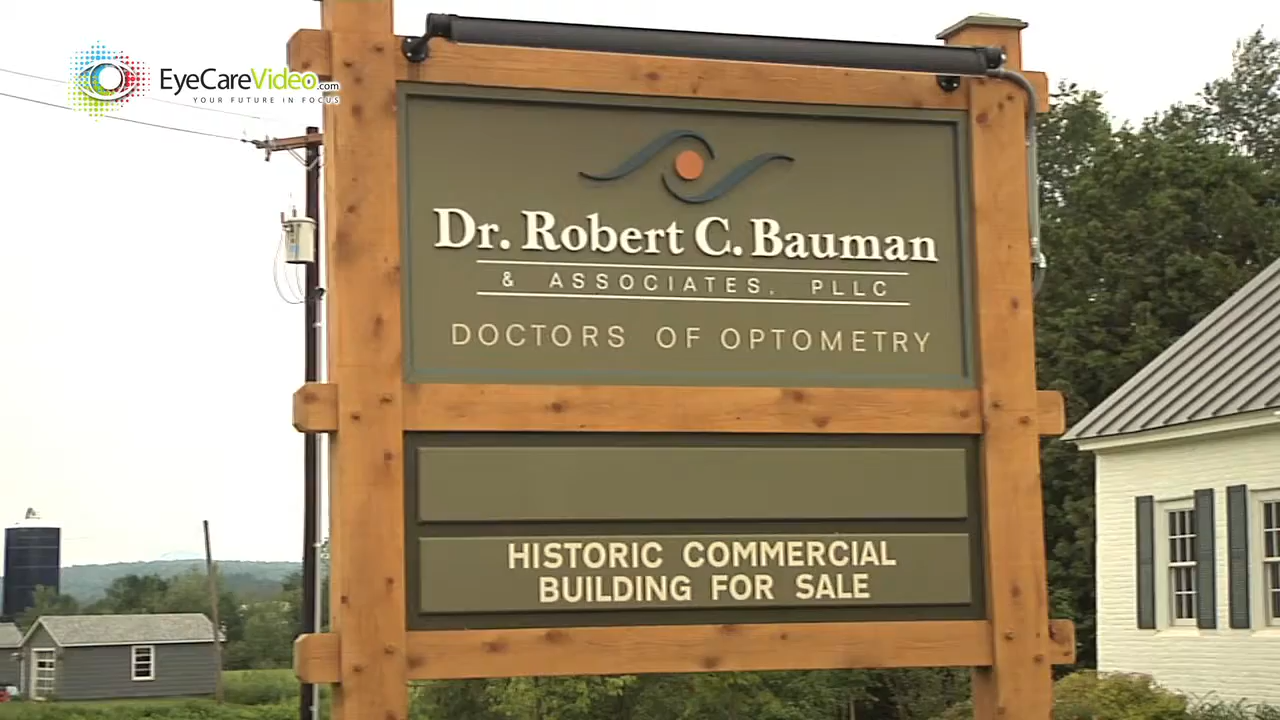 EyeCareVideo.com
YOUR FUTURE IN FOCUS
Dr. Robert C. Bauman
& ASSOCIATES, PLLC
DOCTORS OF OPTOMETRY
HISTORIC COMMERCIAL
BUILDING FOR SALE